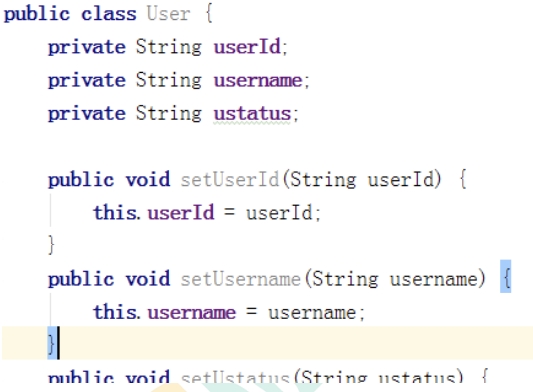 public class User {
    private String userId;
    private String username;
    private String ustatus;
    public void setUserId(String userId) {
        this.userId = userId;
    }
    public void setUsername(String username) {
        this.username = username;
    }
    public void setUstatus(String ustatus) {